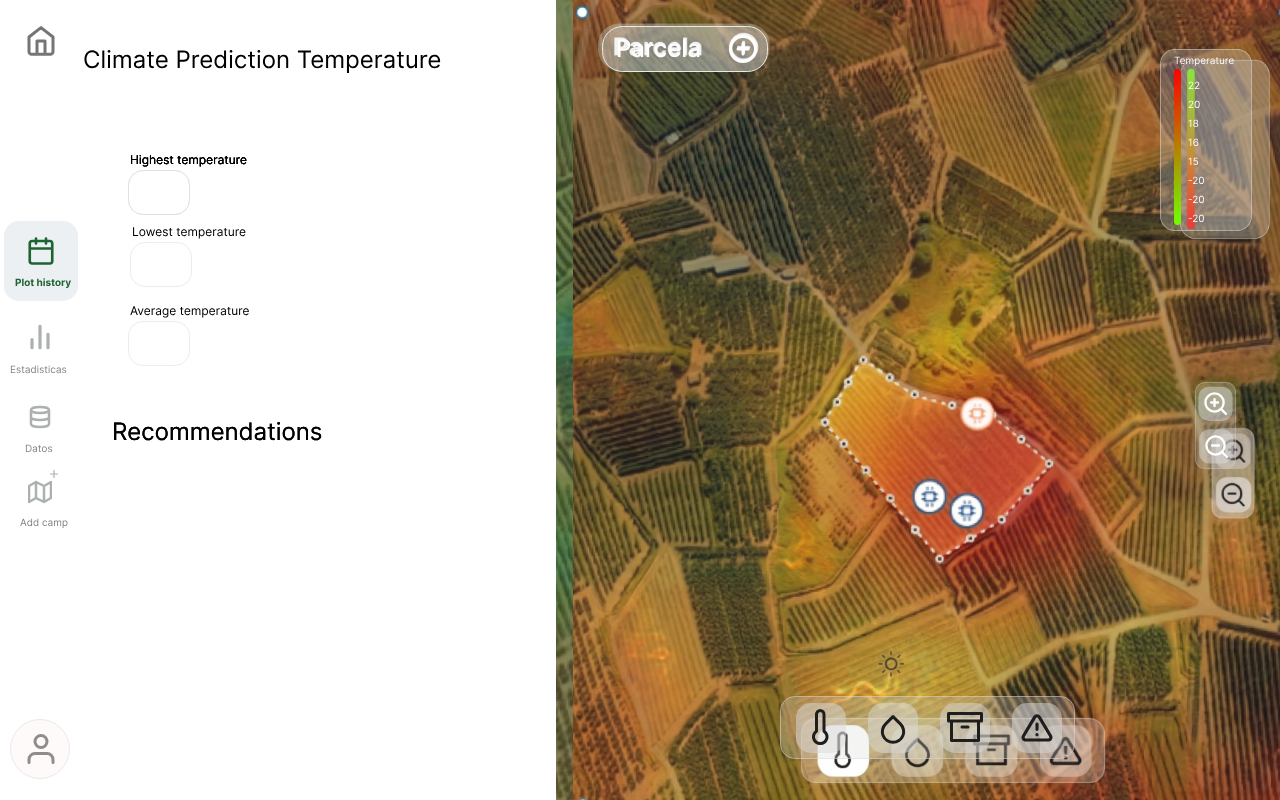 Climate Prediction Temperature
Highest temperature
Lowest temperature
Average temperature
Recommendations
Plot history
Estadisticas
Datos
Add camp
Parcela
Temperature
22
20
18
16
15
-20
-20
-20